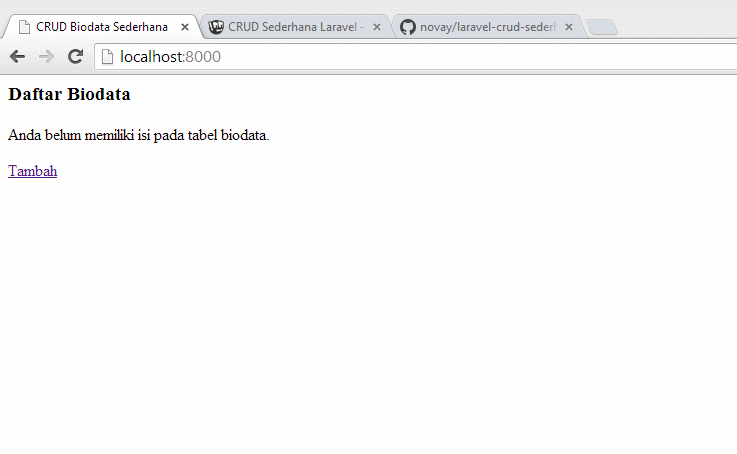 CRUD Biodata Sederhana
CRUD Sederhana Laravel -
novay/laravel-crud-seder
localhost:8000
Daftar Biodata
Anda belum memiliki isi pada tabel biodata.
Tambah